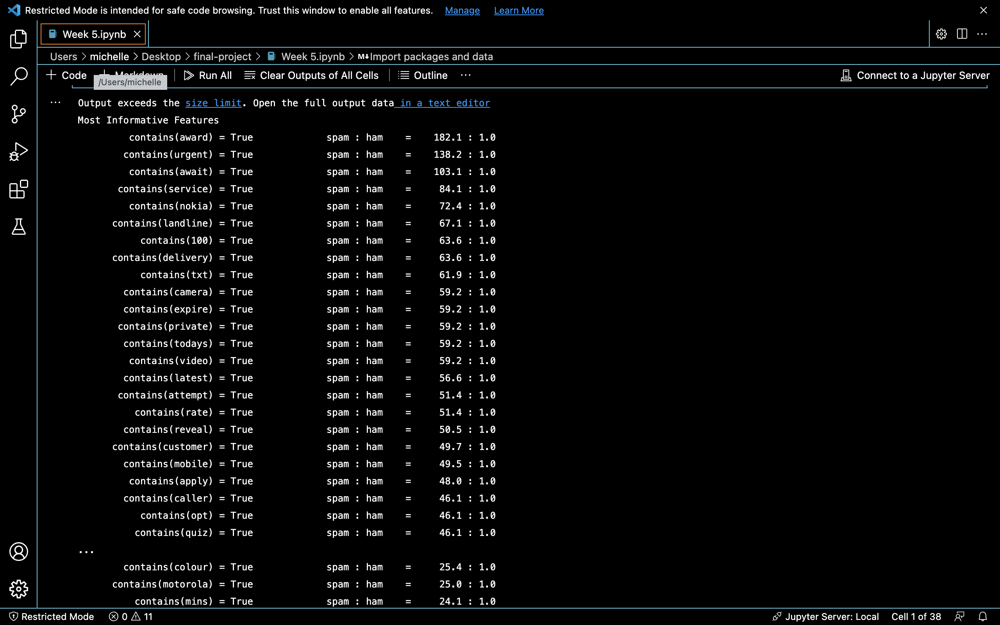 Restricted Mode is intended for safe code browsing. Trust this window to enable all features. Manage Learn More
Week 5.ipynb
Users > michelle > Desktop > final-project > Week 5.ipynb > M↓Import packages and data
+ Code + Markdown Run All Clear Outputs of All Cells Outline ... Connect to a Jupyter Server
/Users/michelle
... Output exceeds the size limit. Open the full output data in a text editor
Most Informative Features
contains(award) = True spam : ham = 182.1 : 1.0
contains(urgent) = True spam : ham = 138.2 : 1.0
contains(await) = True spam : ham = 103.1 : 1.0
contains(service) = True spam : ham = 84.1 : 1.0
contains(nokia) = True spam : ham = 72.4 : 1.0
contains(landline) = True spam : ham = 67.1 : 1.0
contains(100) = True spam : ham = 63.6 : 1.0
contains(delivery) = True spam : ham = 63.6 : 1.0
contains(txt) = True spam : ham = 61.9 : 1.0
contains(camera) = True spam : ham = 59.2 : 1.0
contains(expire) = True spam : ham = 59.2 : 1.0
contains(private) = True spam : ham = 59.2 : 1.0
contains(todays) = True spam : ham = 59.2 : 1.0
contains(video) = True spam : ham = 59.2 : 1.0
contains(latest) = True spam : ham = 56.6 : 1.0
contains(attempt) = True spam : ham = 51.4 : 1.0
contains(rate) = True spam : ham = 51.4 : 1.0
contains(reveal) = True spam : ham = 50.5 : 1.0
contains(customer) = True spam : ham = 49.7 : 1.0
contains(mobile) = True spam : ham = 49.5 : 1.0
contains(apply) = True spam : ham = 48.0 : 1.0
contains(caller) = True spam : ham = 46.1 : 1.0
contains(opt) = True spam : ham = 46.1 : 1.0
contains(quiz) = True spam : ham = 46.1 : 1.0
...
contains(colour) = True spam : ham = 25.4 : 1.0
contains(motorola) = True spam : ham = 25.0 : 1.0
contains(mins) = True spam : ham = 24.1 : 1.0
Restricted Mode 0 11 Jupyter Server: Local Cell 1 of 38